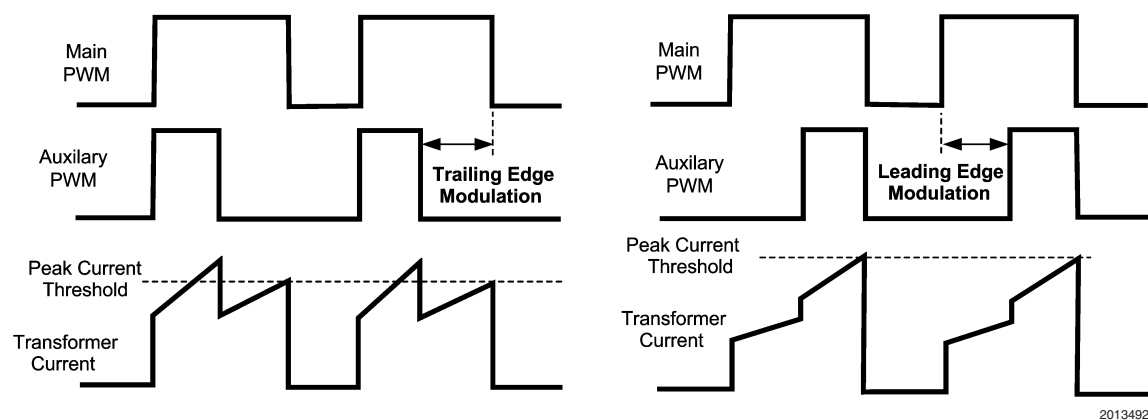 Main
PWM
Auxilary
PWM
Trailing Edge
Modulation
Peak Current
Threshold
Transformer
Current
Main
PWM
Auxilary
PWM
Leading Edge
Modulation
Peak Current
Threshold
Transformer
Current
2013492